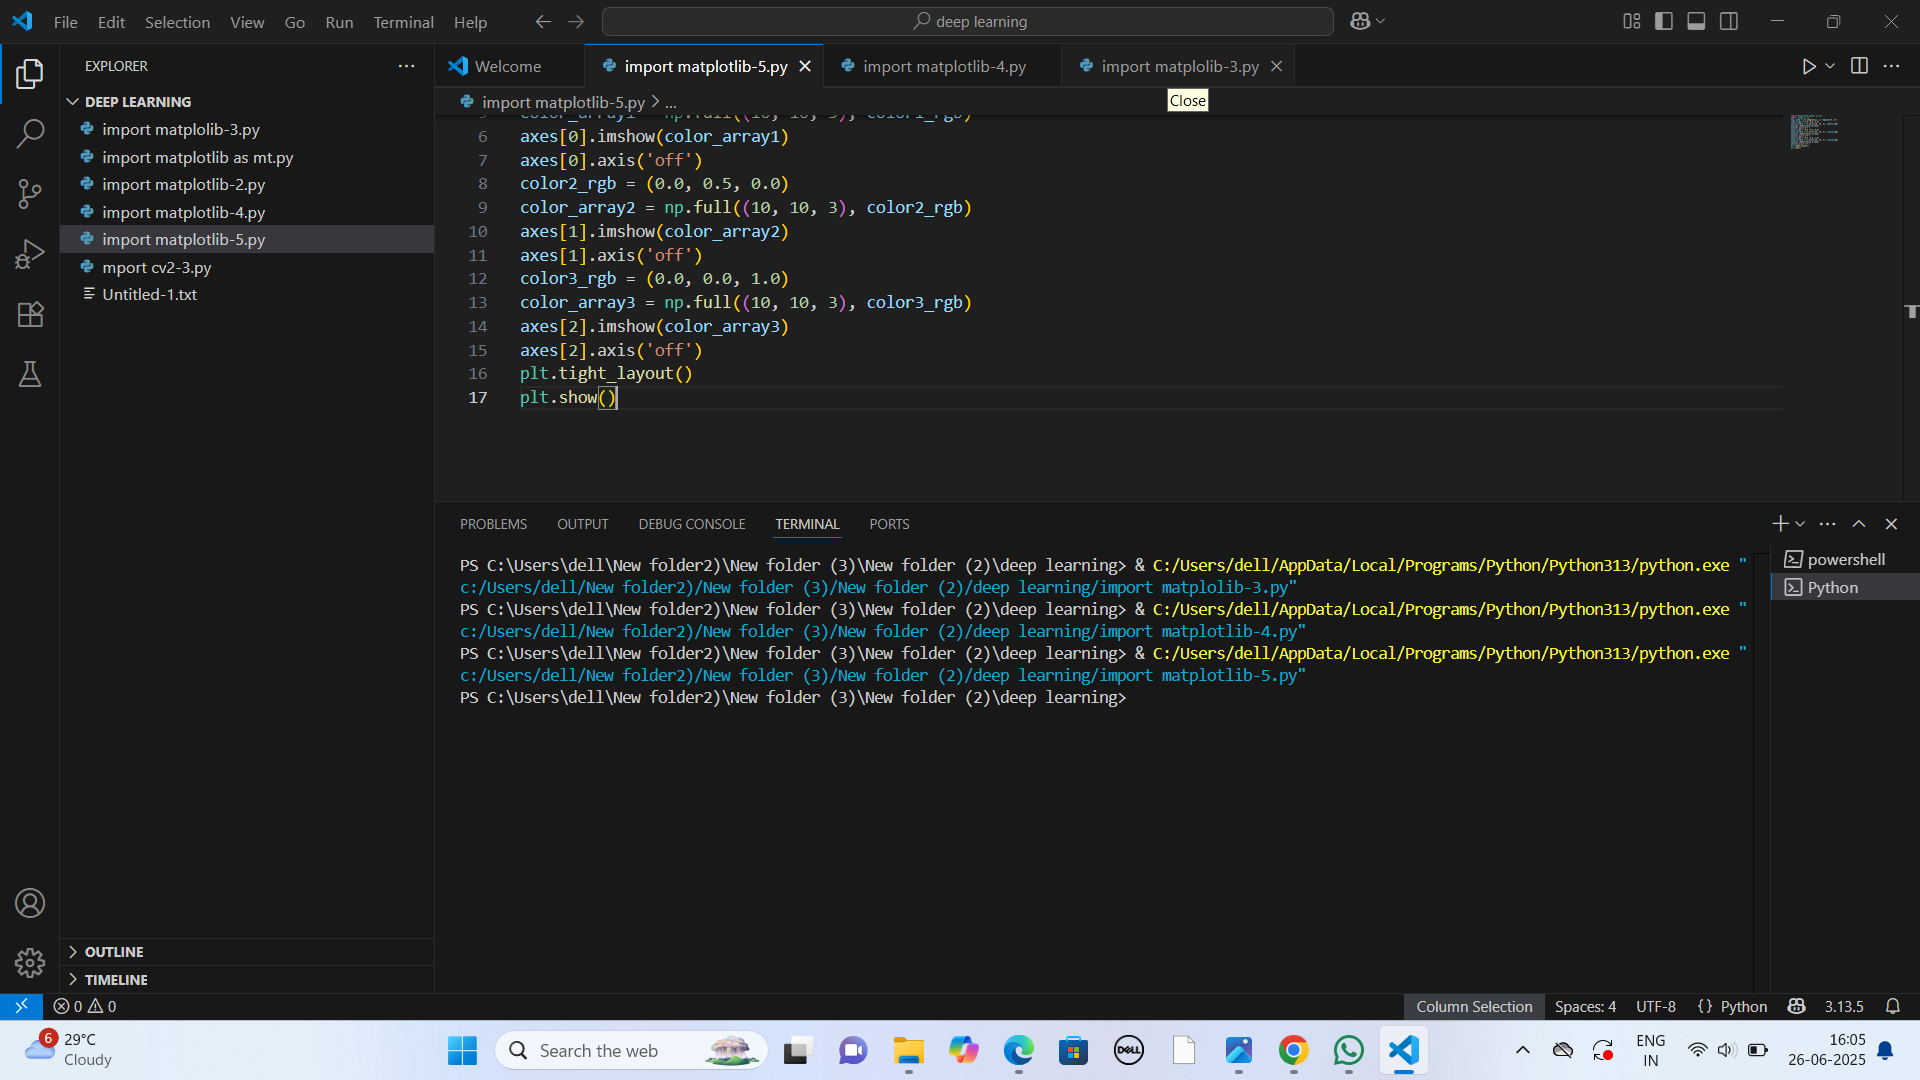 File Edit Selection View Go Run Terminal Help
deep learning
EXPLORER
DEEP LEARNING
import matplolib-3.py
import matplotlib as mt.py
import matplotlib-2.py
import matplotlib-4.py
import matplotlib-5.py
mport cv2-3.py
Untitled-1.txt
OUTLINE
TIMELINE
Welcome
import matplotlib-5.py
import matplotlib-4.py
import matplolib-3.py
Close
import matplotlib-5.py > ...
5 color_array1 = np.full((10, 10, 3), color1_rgb)
6 axes[0].imshow(color_array1)
7 axes[0].axis('off')
8 color2_rgb = (0.0, 0.5, 0.0)
9 color_array2 = np.full((10, 10, 3), color2_rgb)
10 axes[1].imshow(color_array2)
11 axes[1].axis('off')
12 color3_rgb = (0.0, 0.0, 1.0)
13 color_array3 = np.full((10, 10, 3), color3_rgb)
14 axes[2].imshow(color_array3)
15 axes[2].axis('off')
16 plt.tight_layout()
17 plt.show()
PROBLEMS OUTPUT DEBUG CONSOLE TERMINAL PORTS
PS C:\Users\dell\New folder2)\New folder (3)\New folder (2)\deep learning> & C:/Users/dell/AppData/Local/Programs/Python/Python313/python.exe "
c:/Users/dell/New folder2)/New folder (3)/New folder (2)/deep learning/import matplolib-3.py"
PS C:\Users\dell\New folder2)\New folder (3)\New folder (2)\deep learning> & C:/Users/dell/AppData/Local/Programs/Python/Python313/python.exe "
c:/Users/dell/New folder2)/New folder (3)/New folder (2)/deep learning/import matplotlib-4.py"
PS C:\Users\dell\New folder2)\New folder (3)\New folder (2)\deep learning> & C:/Users/dell/AppData/Local/Programs/Python/Python313/python.exe "
c:/Users/dell/New folder2)/New folder (3)/New folder (2)/deep learning/import matplotlib-5.py"
PS C:\Users\dell\New folder2)\New folder (3)\New folder (2)\deep learning>
powershell
Python
0 0
Column Selection Spaces: 4 UTF-8 {} Python 3.13.5
6
29°C
Cloudy
Search the web
DELL
ENG
IN
16:05
26-06-2025